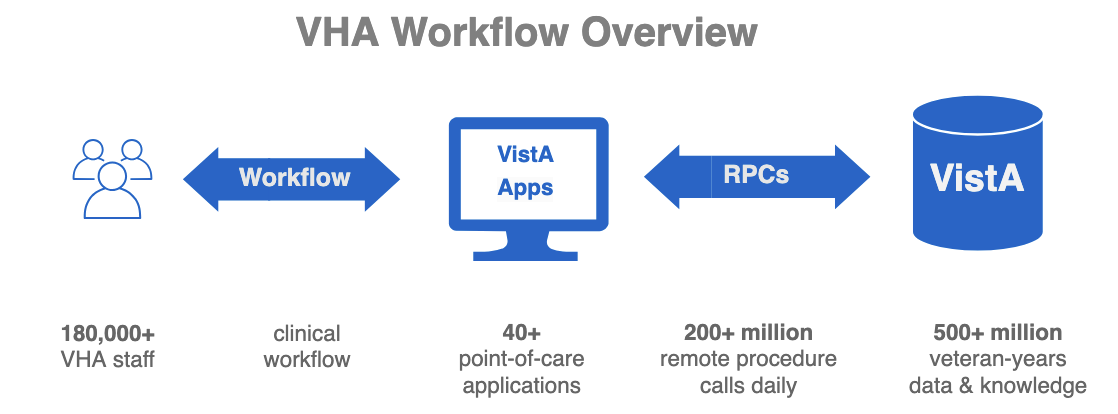 VHA Workflow Overview
Workflow
VistA
Apps
RPCs
VistA
180,000+
VHA staff
clinical
workflow
40+
point-of-care
applications
200+ million
remote procedure
calls daily
500+ million
veteran-years
data & knowledge